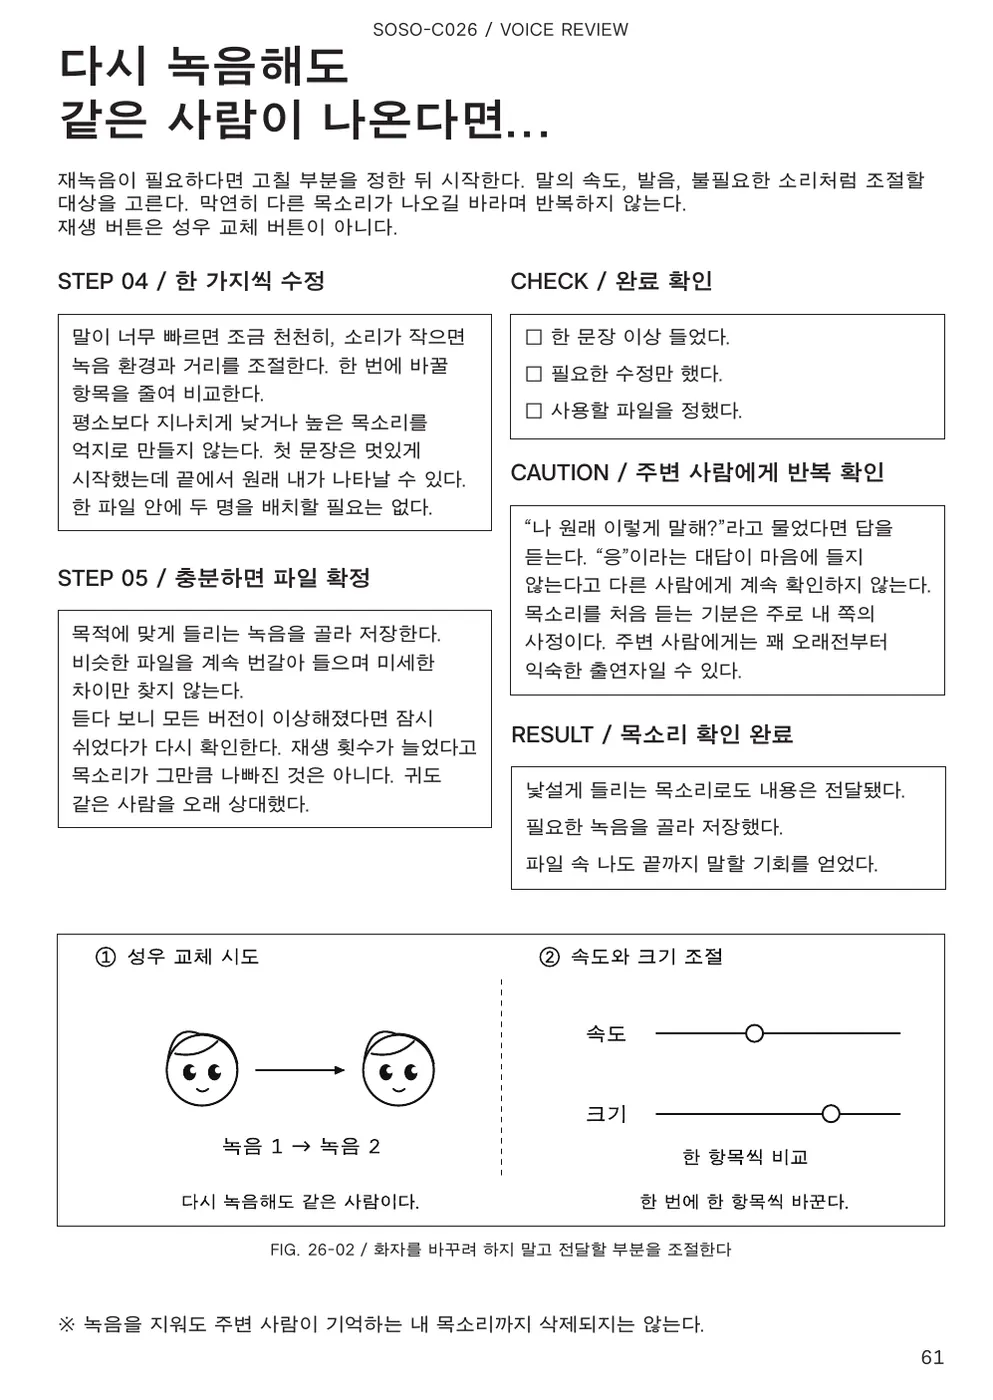 SOSO-C026 / VOICE REVIEW
다시 녹음해도
같은 사람이 나온다면...
재녹음이 필요하다면 고칠 부분을 정한 뒤 시작한다. 말의 속도, 발음, 불필요한 소리처럼 조절할
대상을 고른다. 막연히 다른 목소리가 나오길 바라며 반복하지 않는다.
재생 버튼은 성우 교체 버튼이 아니다.
STEP 04 / 한 가지씩 수정
말이 너무 빠르면 조금 천천히, 소리가 작으면
녹음 환경과 거리를 조절한다. 한 번에 바꿀
항목을 줄여 비교한다.
평소보다 지나치게 낮거나 높은 목소리를
억지로 만들지 않는다. 첫 문장은 멋있게
시작했는데 끝에서 원래 내가 나타날 수 있다.
한 파일 안에 두 명을 배치할 필요는 없다.
STEP 05 / 충분하면 파일 확정
목적에 맞게 들리는 녹음을 골라 저장한다.
비슷한 파일을 계속 번갈아 들으며 미세한
차이만 찾지 않는다.
듣다 보니 모든 버전이 이상해졌다면 잠시
쉬었다가 다시 확인한다. 재생 횟수가 늘었다고
목소리가 그만큼 나빠진 것은 아니다. 귀도
같은 사람을 오래 상대했다.
CHECK / 완료 확인
□ 한 문장 이상 들었다.
□ 필요한 수정만 했다.
□ 사용할 파일을 정했다.
CAUTION / 주변 사람에게 반복 확인
“나 원래 이렇게 말해?”라고 물었다면 답을
듣는다. “응”이라는 대답이 마음에 들지
않는다고 다른 사람에게 계속 확인하지 않는다.
목소리를 처음 듣는 기분은 주로 내 쪽의
사정이다. 주변 사람에게는 꽤 오래전부터
익숙한 출연자일 수 있다.
RESULT / 목소리 확인 완료
낯설게 들리는 목소리로도 내용은 전달됐다.
필요한 녹음을 골라 저장했다.
파일 속 나도 끝까지 말할 기회를 얻었다.
① 성우 교체 시도
녹음 1 → 녹음 2
다시 녹음해도 같은 사람이다.
② 속도와 크기 조절
속도
크기
한 항목씩 비교
한 번에 한 항목씩 바꾼다.
FIG. 26-02 / 화자를 바꾸려 하지 말고 전달할 부분을 조절한다
※ 녹음을 지워도 주변 사람이 기억하는 내 목소리까지 삭제되지는 않는다.
61